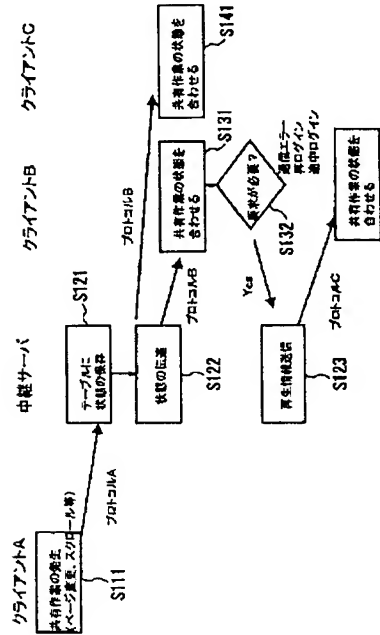 クライアントA
中継サーバ
クライアントB
クライアントC
共有作業の発生
(ページ変更、スクロール等)
S111
プロトコルA
テーブルに
状態の保存
S121
状態の伝達
S122
プロトコルB
プロトコルB
共有作業の状態を
合わせる
S131
共有作業の状態を
合わせる
S141
要求が必要?
S132
通信エラー
再ログイン
途中ログイン
Yes
再生情報送信
S123
プロトコルC
共有作業の状態を
合わせる